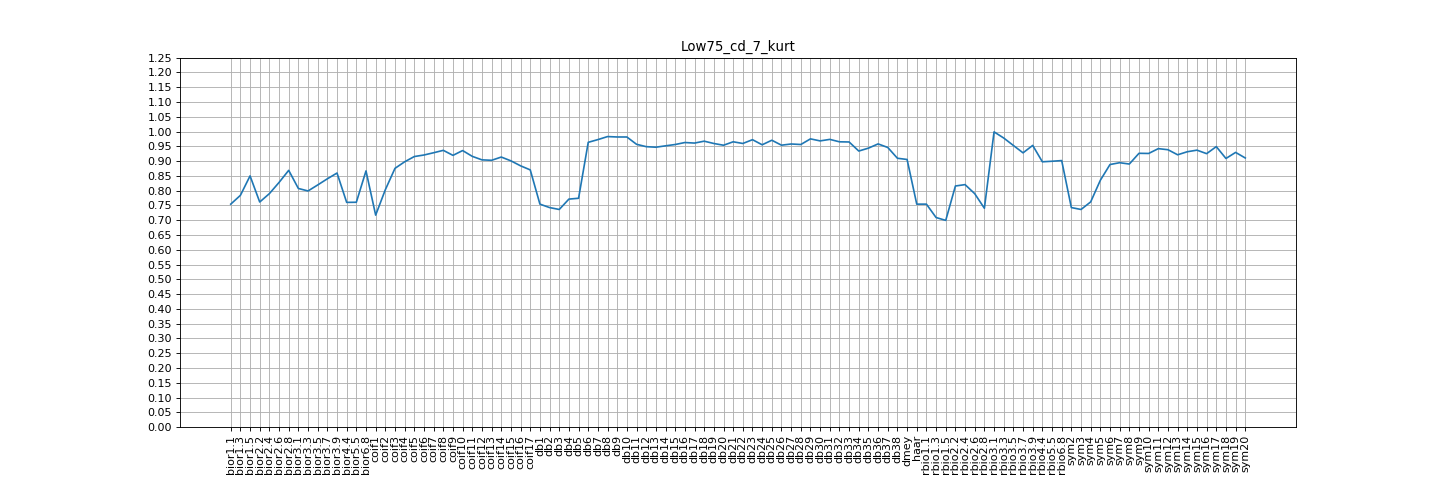 Low75_cd_7_kurt
1.25
1.20
1.15
1.10
1.05
1.00
0.95
0.90
0.85
0.80
0.75
0.70
0.65
0.60
0.55
0.50
0.45
0.40
0.35
0.30
0.25
0.20
0.15
0.10
0.05
0.00
bior1.1
bior1.3
bior1.5
bior2.2
bior2.4
bior2.6
bior2.8
bior3.1
bior3.3
bior3.5
bior3.7
bior3.9
bior4.4
bior5.5
bior6.8
coif1
coif2
coif3
coif4
coif5
coif6
coif7
coif8
coif9
coif10
coif11
coif12
coif13
coif14
coif15
coif16
coif17
db1
db2
db3
db4
db5
db6
db7
db8
db9
db10
db11
db12
db13
db14
db15
db16
db17
db18
db19
db20
db21
db22
db23
db24
db25
db26
db27
db28
db29
db30
db31
db32
db33
db34
db35
db36
db37
db38
dmey
haar
rbio1.1
rbio1.3
rbio1.5
rbio2.2
rbio2.4
rbio2.6
rbio2.8
rbio3.1
rbio3.3
rbio3.5
rbio3.7
rbio3.9
rbio4.4
rbio5.5
rbio6.8
sym2
sym3
sym4
sym5
sym6
sym7
sym8
sym9
sym10
sym11
sym12
sym13
sym14
sym15
sym16
sym17
sym18
sym19
sym20